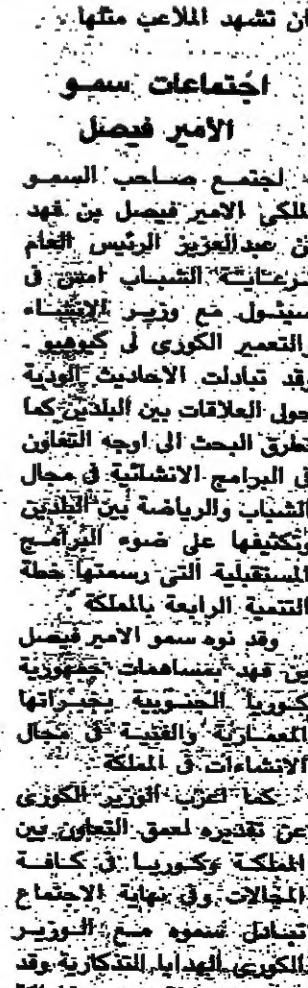 ان تشهد الملاعب مثلها .
اجتماعات سمو
الأمير فيصل
اجتمع صاحب السمو
الملكي الامير فيصل بن فهد
بن عبدالعزيز الرئيس العام
لرعاية الشباب امس في
سيئول مع وزير الانشاء
والتعمير الكوري لي كيوهيو .
وقد تبادلت الاحاديث الودية
حول العلاقات بين البلدين كما
تطرق البحث الى اوجه التعاون
في البرامج الانشائية في مجال
الشباب والرياضة بين البلدين
وتكثيفها على ضوء البرامج
المستقبلية التي رسمتها خطة
التنمية الرابعة بالمملكة .
وقد نوه سمو الامير فيصل
بن فهد بمساهمات جمهورية
كوريا الجنوبية بخبراتها
المعمارية والفنية في مجال
الانشاءات في المملكة .
كما اعرب الوزير الكوري
عن تقديره لعمق التعاون بين
المملكة وكوريا في كافة
المجالات وفي نهاية الاجتماع
تبادل سموه مع الوزير
الكوري الهدايا التذكارية وقد